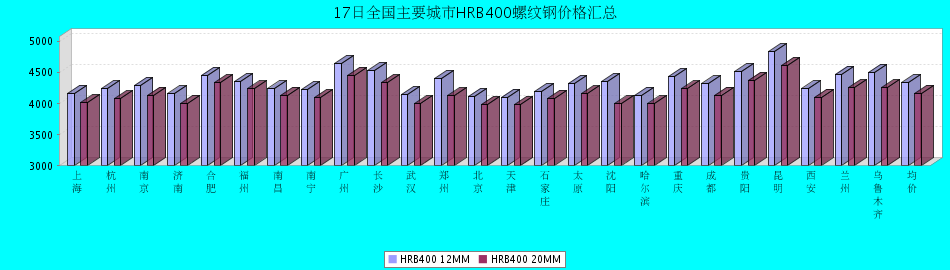 17日全国主要城市HRB400螺纹钢价格汇总
5000
4500
4000
3500
3000
上海
杭州
南京
济南
合肥
福州
南昌
南宁
广州
长沙
武汉
郑州
北京
天津
石家庄
太原
沈阳
哈尔滨
重庆
成都
贵阳
昆明
西安
兰州
乌鲁木齐
均价
HRB400 12MM
HRB400 20MM